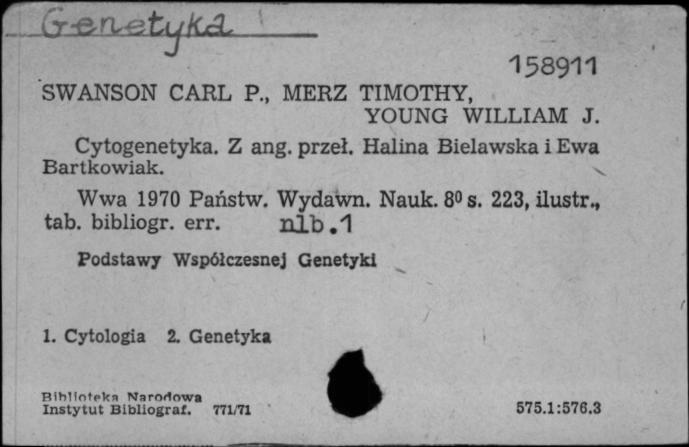 Genetyka
158911
SWANSON CARL P., MERZ TIMOTHY,
YOUNG WILLIAM J.
Cytogenetyka. Z ang. przeł. Halina Bielawska i Ewa
Bartkowiak.
Wwa 1970 Państw. Wydawn. Nauk. 8⁰ s. 223, ilustr.,
tab. bibliogr. err. nlb.1
Podstawy Współczesnej Genetyki
1. Cytologia 2. Genetyka
Biblioteka Narodowa
Instytut Bibliograf. 771/71
575.1:576.3